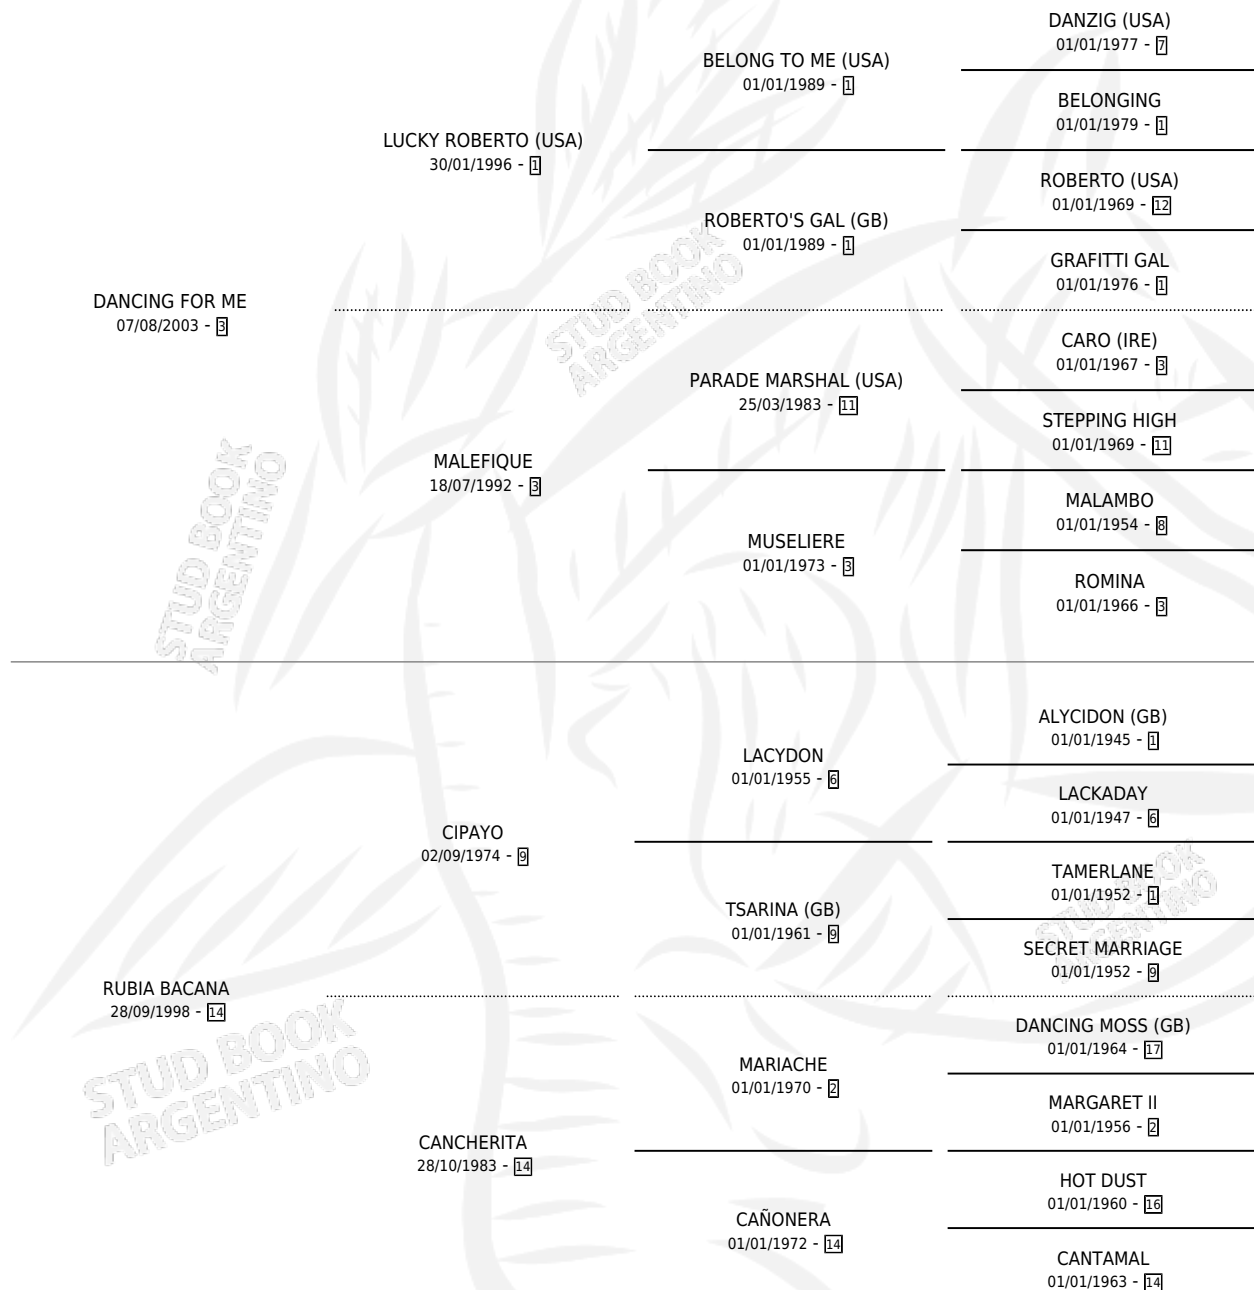 DANCING FOR ME
07/08/2003 - 3
LUCKY ROBERTO (USA)
30/01/1996 - 1
BELONG TO ME (USA)
01/01/1989 - 1
DANZIG (USA)
01/01/1977 - 7
BELONGING
01/01/1979 - 1
ROBERTO'S GAL (GB)
01/01/1989 - 1
ROBERTO (USA)
01/01/1969 - 12
GRAFITTI GAL
01/01/1976 - 1
MALEFIQUE
18/07/1992 - 3
PARADE MARSHAL (USA)
25/03/1983 - 11
CARO (IRE)
01/01/1967 - 3
STEPPING HIGH
01/01/1969 - 11
MUSELIERE
01/01/1973 - 3
MALAMBO
01/01/1954 - 8
ROMINA
01/01/1966 - 3
RUBIA BACANA
28/09/1998 - 14
CIPAYO
02/09/1974 - 9
LACYDON
01/01/1955 - 6
ALYCIDON (GB)
01/01/1945 - 1
LACKADAY
01/01/1947 - 6
TSARINA (GB)
01/01/1961 - 9
TAMERLANE
01/01/1952 - 1
SECRET MARRIAGE
01/01/1952 - 9
CANCHERITA
28/10/1983 - 14
MARIACHE
01/01/1970 - 2
DANCING MOSS (GB)
01/01/1964 - 17
MARGARET II
01/01/1956 - 2
CAÑONERA
01/01/1972 - 14
HOT DUST
01/01/1960 - 16
CANTAMAL
01/01/1963 - 14
STUD BOOK
ARGENTINO
STUD BOOK
ARGENTINO
STUD BOOK
ARGENTINO
STUD BOOK
ARGENTINO